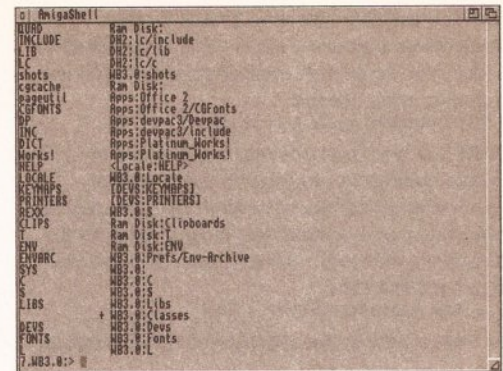 AmigaShell
QUAD Ram Disk:
INCLUDE DH2:lc/include
LIB DH2:lc/lib
LC DH2:lc/c
shots WB3.0:shots
cgcache Ram Disk:
pageutil Apps:Office 2
CGFONTS Apps:Office 2/CGFonts
DP Apps:devpac3/Devpac
INC Apps:devpac3/include
DICT Apps:Platinum_Works!
Works! Apps:Platinum_Works!
HELP <Locale:HELP>
LOCALE WB3.0:Locale
KEYMAPS [DEVS:KEYMAPS]
PRINTERS [DEVS:PRINTERS]
REXX WB3.0:S
CLIPS Ram Disk:Clipboards
T Ram Disk:T
ENV Ram Disk:ENV
ENVARC WB3.0:Prefs/Env-Archive
SYS WB3.0:
C WB3.0:C
S WB3.0:S
LIBS WB3.0:Libs
+ WB3.0:Classes
DEVS WB3.0:Devs
FONTS WB3.0:Fonts
L WB3.0:L
7.WB3.0:>